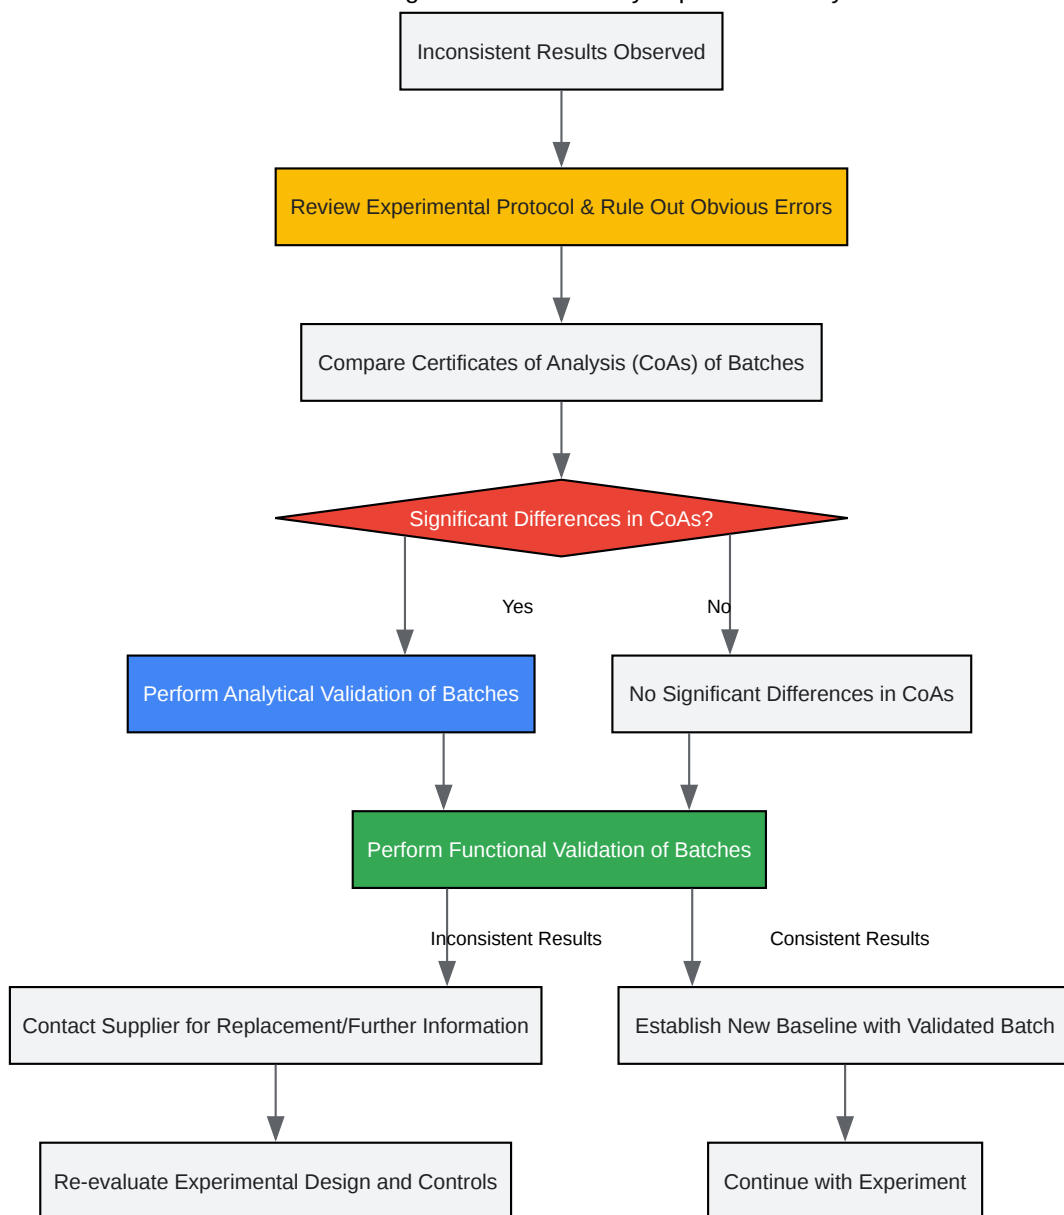 Inconsistent Results Observed
Review Experimental Protocol & Rule Out Obvious Errors
Compare Certificates of Analysis (CoAs) of Batches
Significant Differences in CoAs?
Yes
No
Perform Analytical Validation of Batches
No Significant Differences in CoAs
Perform Functional Validation of Batches
Inconsistent Results
Consistent Results
Contact Supplier for Replacement/Further Information
Establish New Baseline with Validated Batch
Re-evaluate Experimental Design and Controls
Continue with Experiment